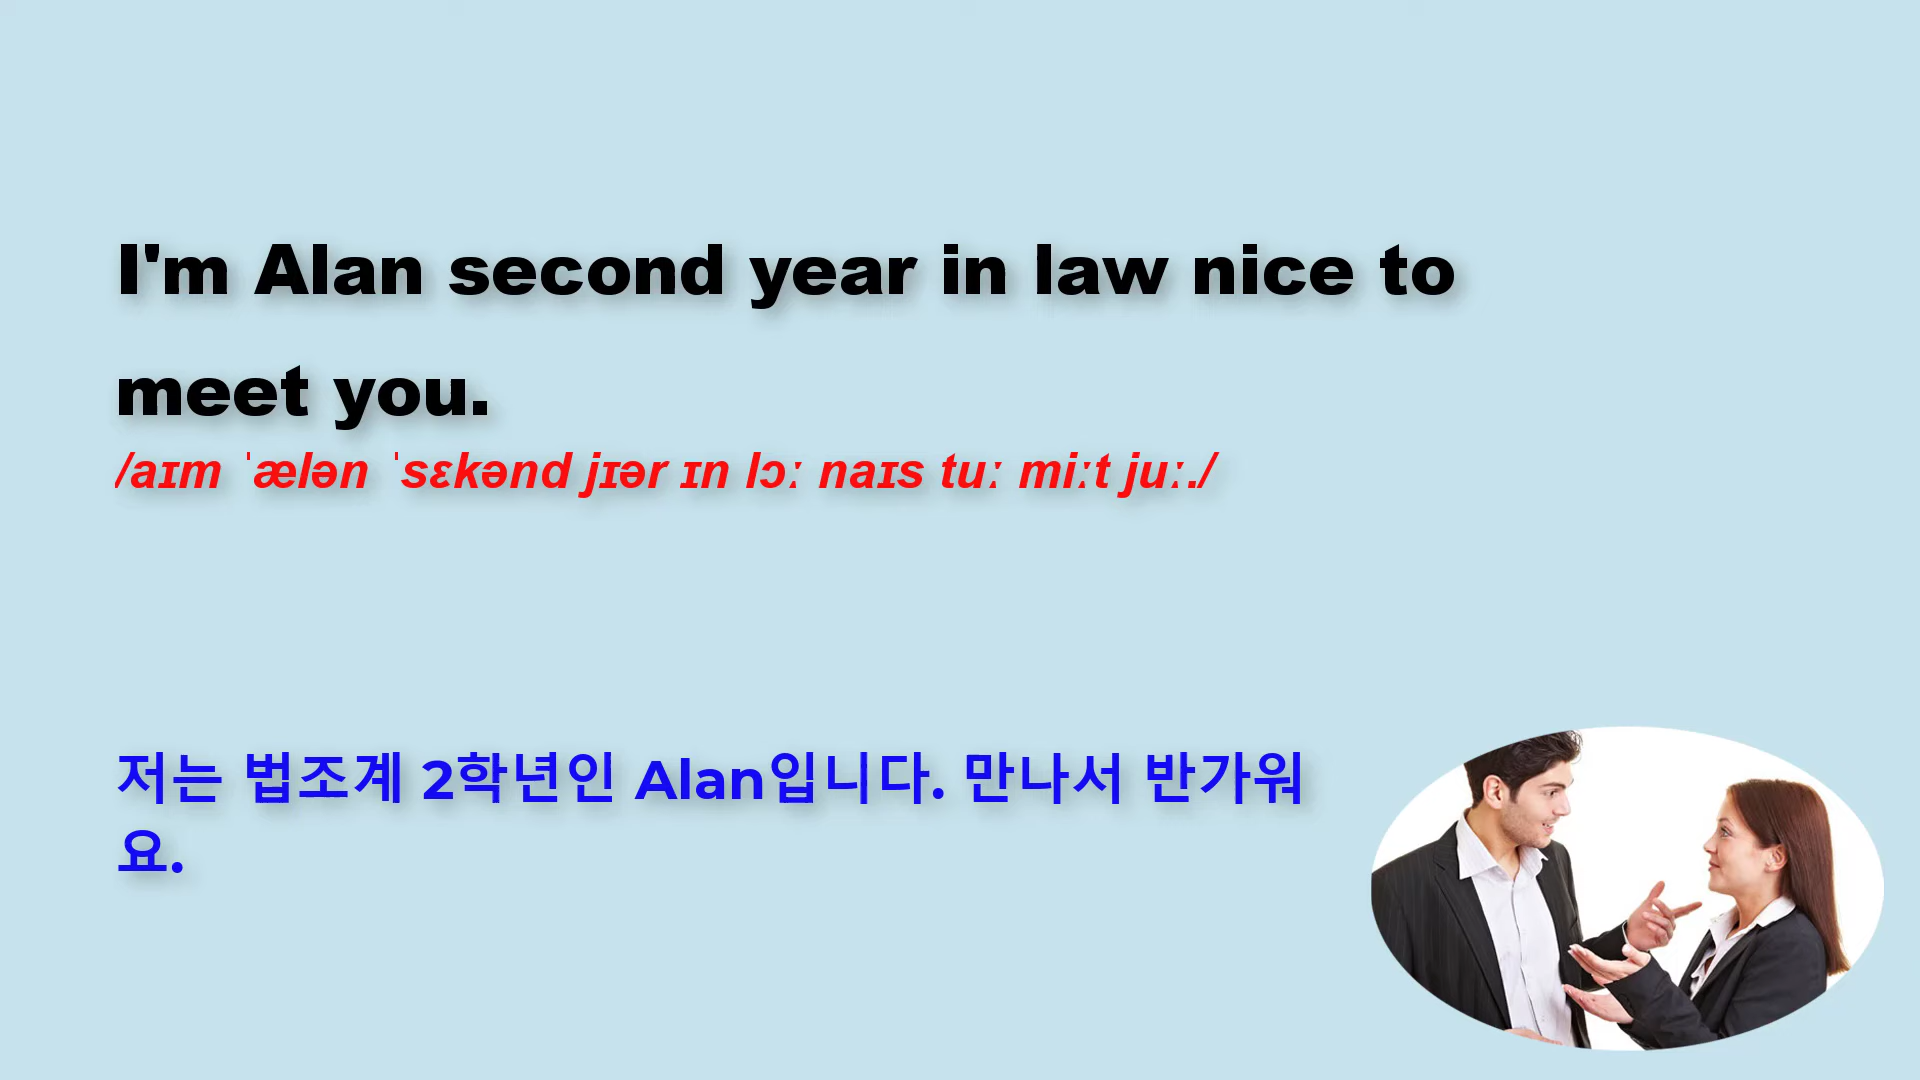 I'm Alan second year in law nice to
meet you.
/aɪm ˈælən ˈsɛkənd jɪər ɪn lɔː naɪs tuː miːt juː./
저는 법조계 2학년인 Alan입니다. 만나서 반가워
요.